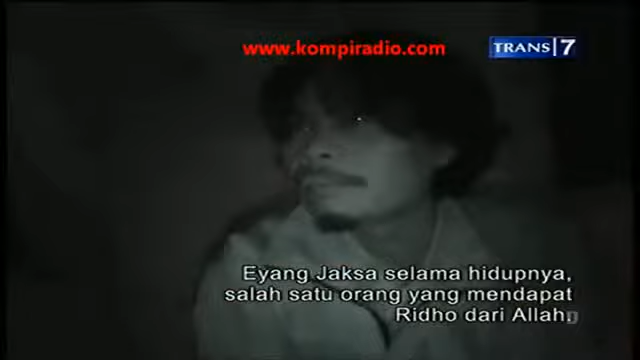 www.kompiradio.com
TRANS|7
Eyang Jaksa selama hidupnya,
salah satu orang yang mendapat
Ridho dari Allah.